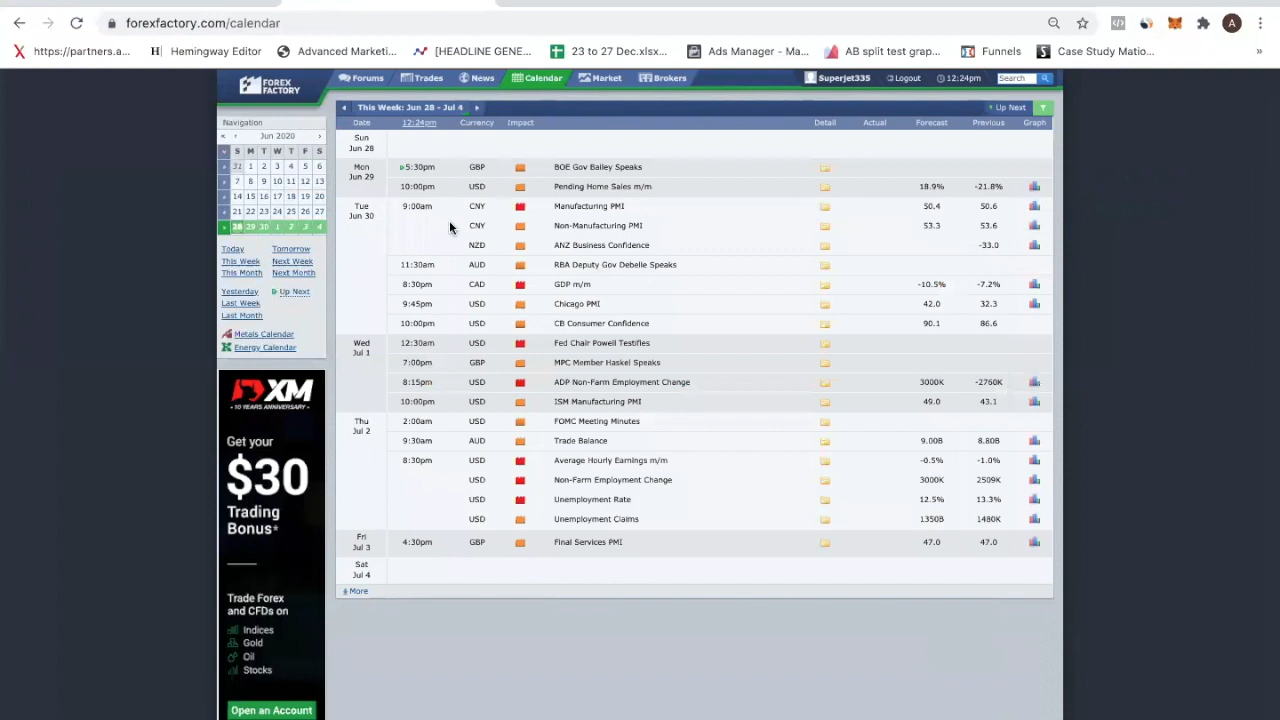 forexfactory.com/calendar
A
https://partners.a...
Hemingway Editor
Advanced Marketi...
[HEADLINE GENE...
23 to 27 Dec.xlsx...
Ads Manager - Ma...
AB split test grap...
Funnels
Case Study Matio...
»
FOREX FACTORY
Forums Trades News Calendar Market Brokers Superjet335 Logout 12:24pm Search
Navigation
Jun 2020
S M T W T F S
31 1 2 3 4 5 6
7 8 9 10 11 12 13
14 15 16 17 18 19 20
21 22 23 24 25 26 27
28 29 30 1 2 3 4
Today Tomorrow
This Week Next Week
This Month Next Month
Yesterday Up Next
Last Week
Last Month
Metals Calendar
Energy Calendar
XM
10 YEARS ANNIVERSARY
Get your
$30
Trading
Bonus*
Trade Forex
and CFDs on
Indices
Gold
Oil
Stocks
Open an Account
This Week: Jun 28 - Jul 4 Up Next
Date 12:24pm Currency Impact Detail Actual Forecast Previous Graph
Sun
Jun 28
Mon
Jun 29
5:30pm GBP BOE Gov Bailey Speaks
10:00pm USD Pending Home Sales m/m 18.9% -21.8%
Tue
Jun 30
9:00am CNY Manufacturing PMI 50.4 50.6
CNY Non-Manufacturing PMI 53.3 53.6
NZD ANZ Business Confidence -33.0
11:30am AUD RBA Deputy Gov Debelle Speaks
8:30pm CAD GDP m/m -10.5% -7.2%
9:45pm USD Chicago PMI 42.0 32.3
10:00pm USD CB Consumer Confidence 90.1 86.6
Wed
Jul 1
12:30am USD Fed Chair Powell Testifies
7:00pm GBP MPC Member Haskel Speaks
8:15pm USD ADP Non-Farm Employment Change 3000K -2760K
10:00pm USD ISM Manufacturing PMI 49.0 43.1
Thu
Jul 2
2:00am USD FOMC Meeting Minutes
9:30am AUD Trade Balance 9.00B 8.80B
8:30pm USD Average Hourly Earnings m/m -0.5% -1.0%
USD Non-Farm Employment Change 3000K 2509K
USD Unemployment Rate 12.5% 13.3%
USD Unemployment Claims 1350B 1480K
Fri
Jul 3
4:30pm GBP Final Services PMI 47.0 47.0
Sat
Jul 4
More